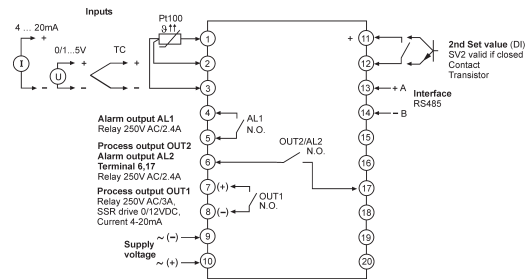 Inputs
4 ... 20mA
Pt100
ϑ ↑↑
0/1...5V
TC
+
+
+
I
U
−
−
−
1
2
3
4
5
6
7
8
9
10
Alarm output AL1
Relay 250V AC/2.4A
AL1
N.O.
Process output OUT2
Alarm output AL2
Terminal 6,17
Relay 250V AC/2.4A
OUT2/AL2
N.O.
Process output OUT1
Relay 250V AC/3A,
SSR drive 0/12VDC,
Current 4-20mA
(+)
(−)
OUT1
N.O.
Supply
voltage
~ (−)
~ (+)
+
11
12
13
14
15
16
17
18
19
20
2nd Set value (DI)
SV2 valid if closed
Contact
Transistor
+ A
− B
Interface
RS485